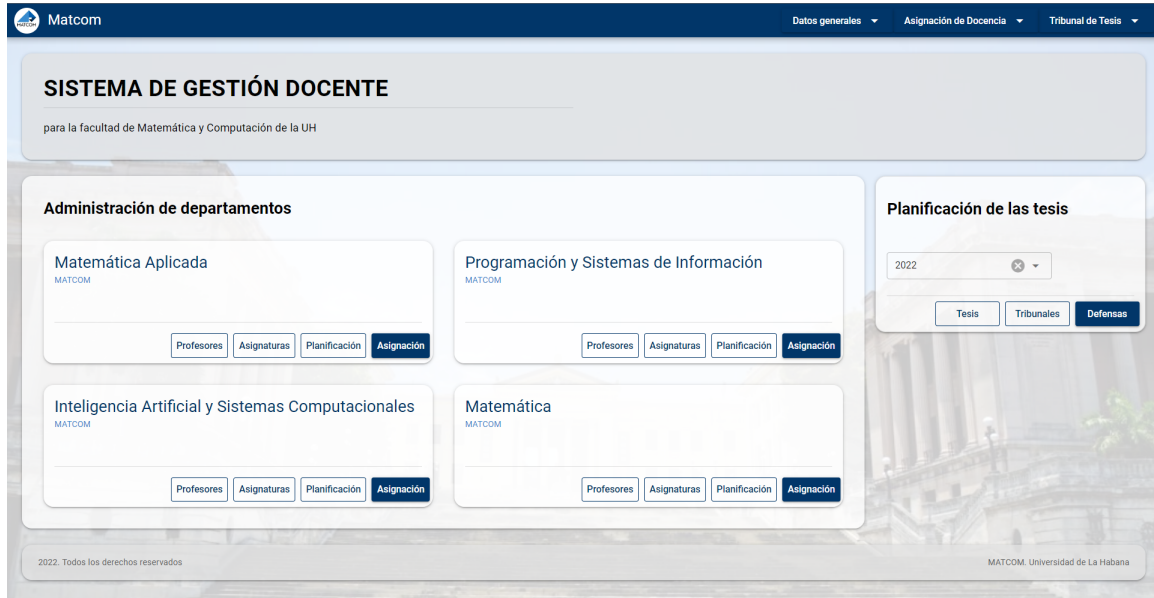 MATCOM
Matcom
Datos generales
Asignación de Docencia
Tribunal de Tesis
SISTEMA DE GESTIÓN DOCENTE
para la facultad de Matemática y Computación de la UH
Administración de departamentos
Matemática Aplicada
MATCOM
Profesores
Asignaturas
Planificación
Asignación
Programación y Sistemas de Información
MATCOM
Profesores
Asignaturas
Planificación
Asignación
Inteligencia Artificial y Sistemas Computacionales
MATCOM
Profesores
Asignaturas
Planificación
Asignación
Matemática
MATCOM
Profesores
Asignaturas
Planificación
Asignación
Planificación de las tesis
2022
Tesis
Tribunales
Defensas
2022. Todos los derechos reservados
MATCOM. Universidad de La Habana